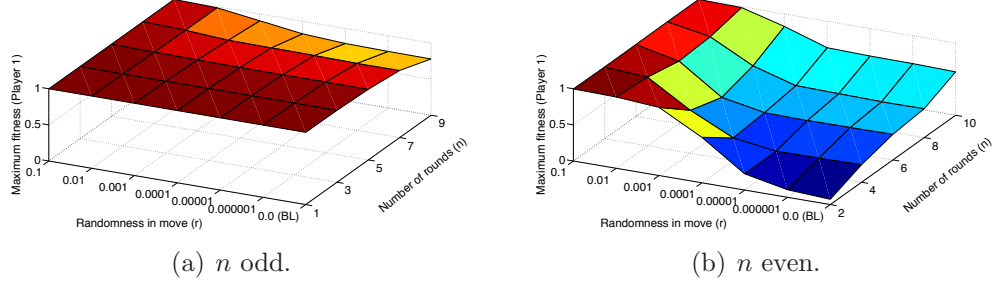 Maximum fitness (Player 1)
1
0.5
0
0.1
0.01
0.001
0.0001
0.00001
0.000001
0.0 (BL)
Randomness in move (r)
1
3
5
7
9
Number of rounds (n)
(a) n odd.
Maximum fitness (Player 1)
1
0.5
0
0.1
0.01
0.001
0.0001
0.00001
0.000001
0.0 (BL)
Randomness in move (r)
2
4
6
8
10
Number of rounds (n)
(b) n even.